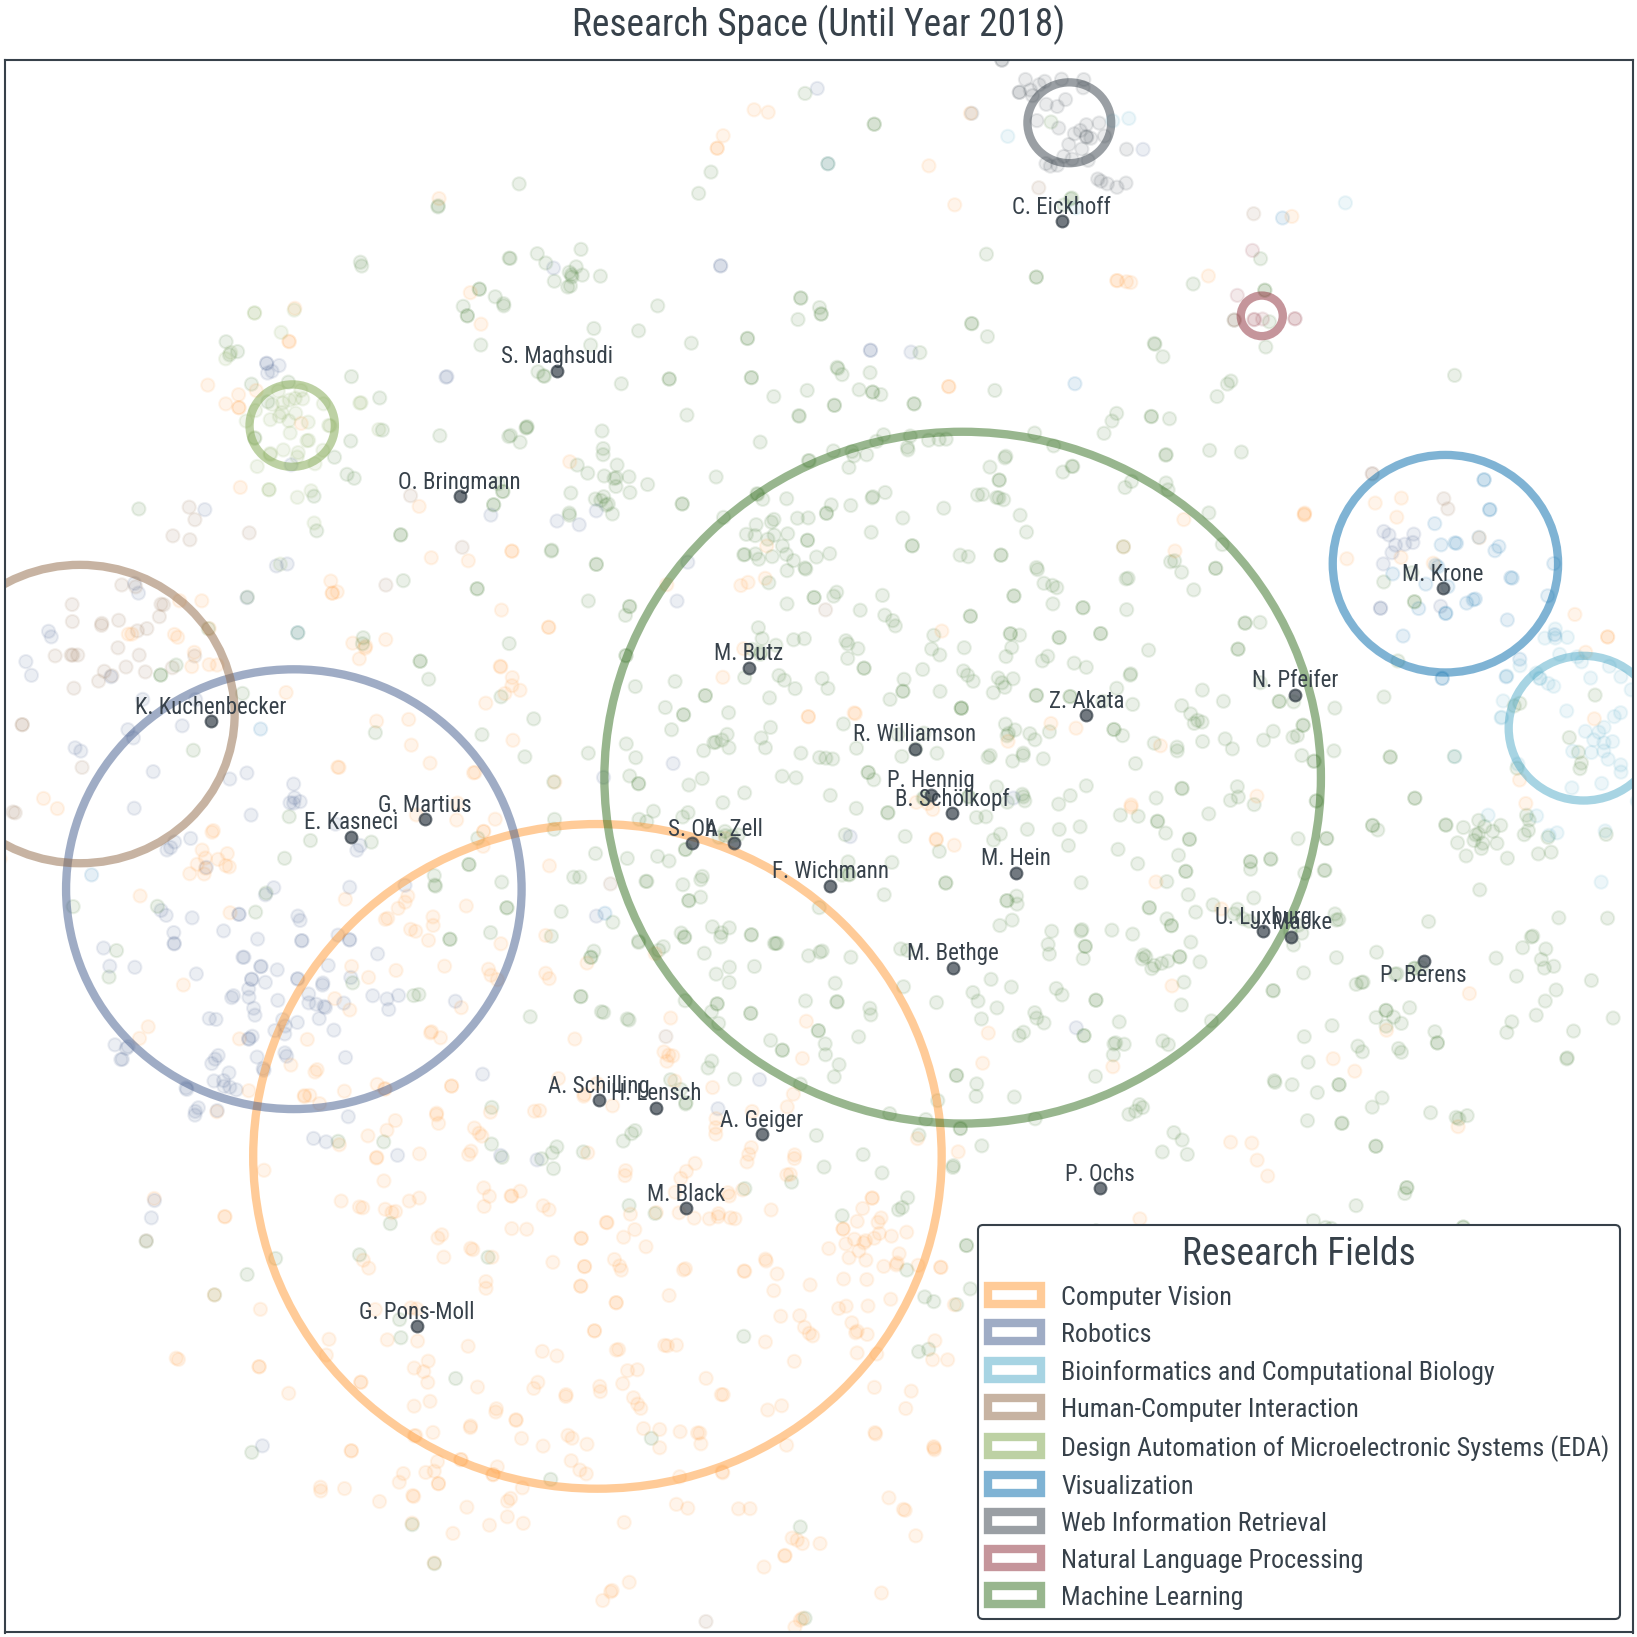 Research Space (Until Year 2018)
C. Eickhoff
S. Maghsudi
O. Bringmann
M. Krone
M. Butz
N. Pfeifer
K. Kuchenbecker
Z. Akata
R. Williamson
P. Hennig
B. Schölkopf
G. Martius
E. Kasneci
S. Oh
A. Zell
M. Hein
F. Wichmann
U. Luxburg
Macke
M. Bethge
P. Berens
A. Schilling
H. Lensch
A. Geiger
P. Ochs
M. Black
G. Pons-Moll
Research Fields
Computer Vision
Robotics
Bioinformatics and Computational Biology
Human-Computer Interaction
Design Automation of Microelectronic Systems (EDA)
Visualization
Web Information Retrieval
Natural Language Processing
Machine Learning